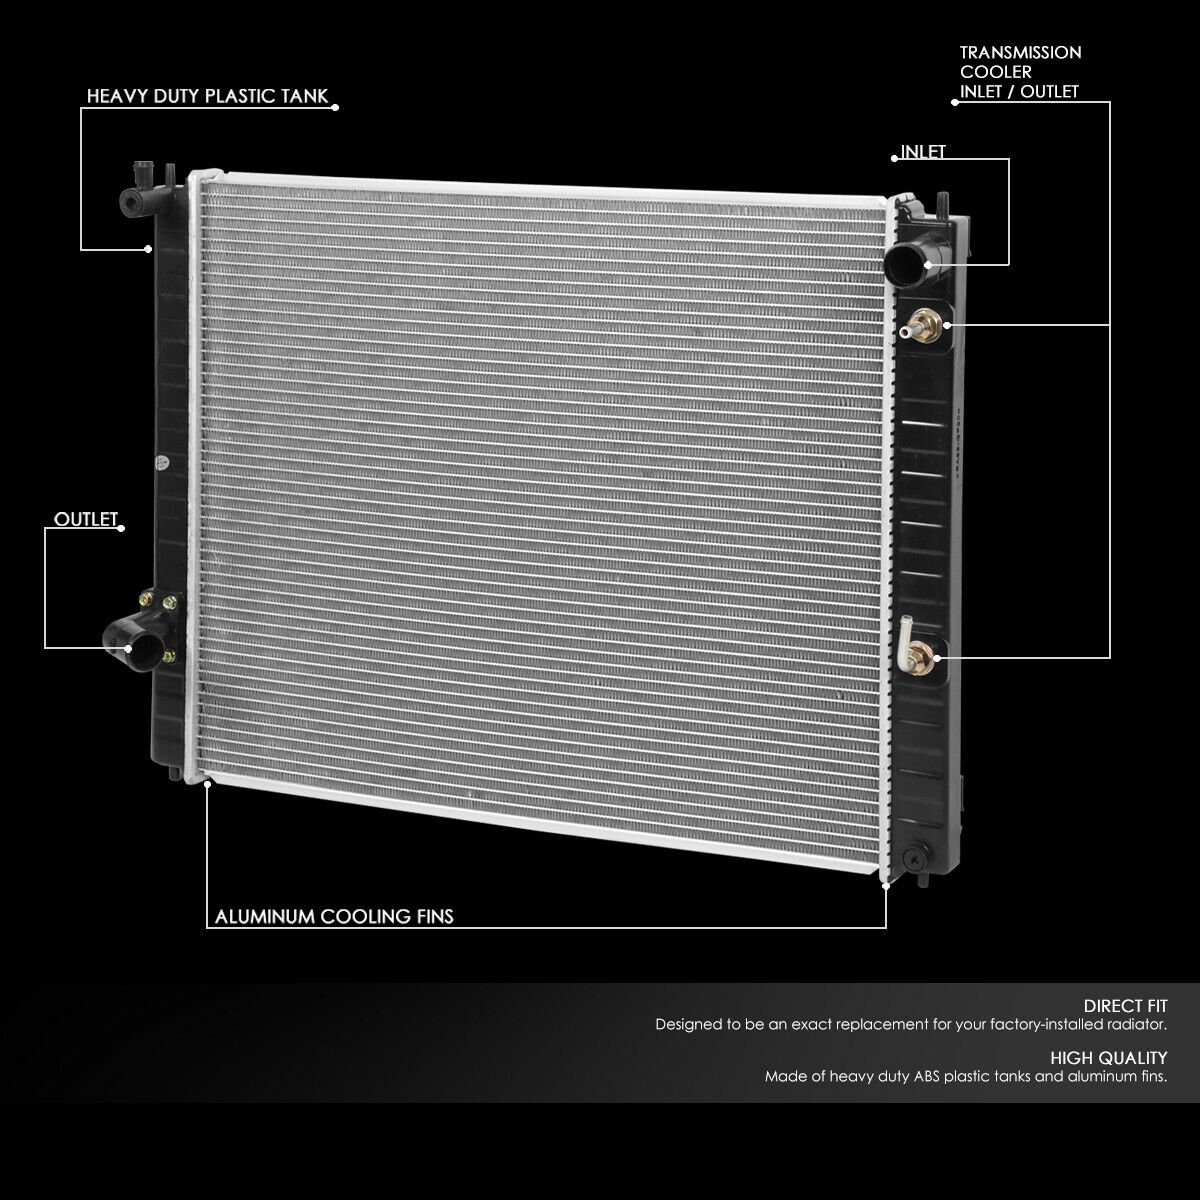 TRANSMISSION
COOLER
INLET / OUTLET
HEAVY DUTY PLASTIC TANK
INLET
OUTLET
ALUMINUM COOLING FINS
DIRECT FIT
Designed to be an exact replacement for your factory-installed radiator.
HIGH QUALITY
Made of heavy duty ABS plastic tanks and aluminum fins.